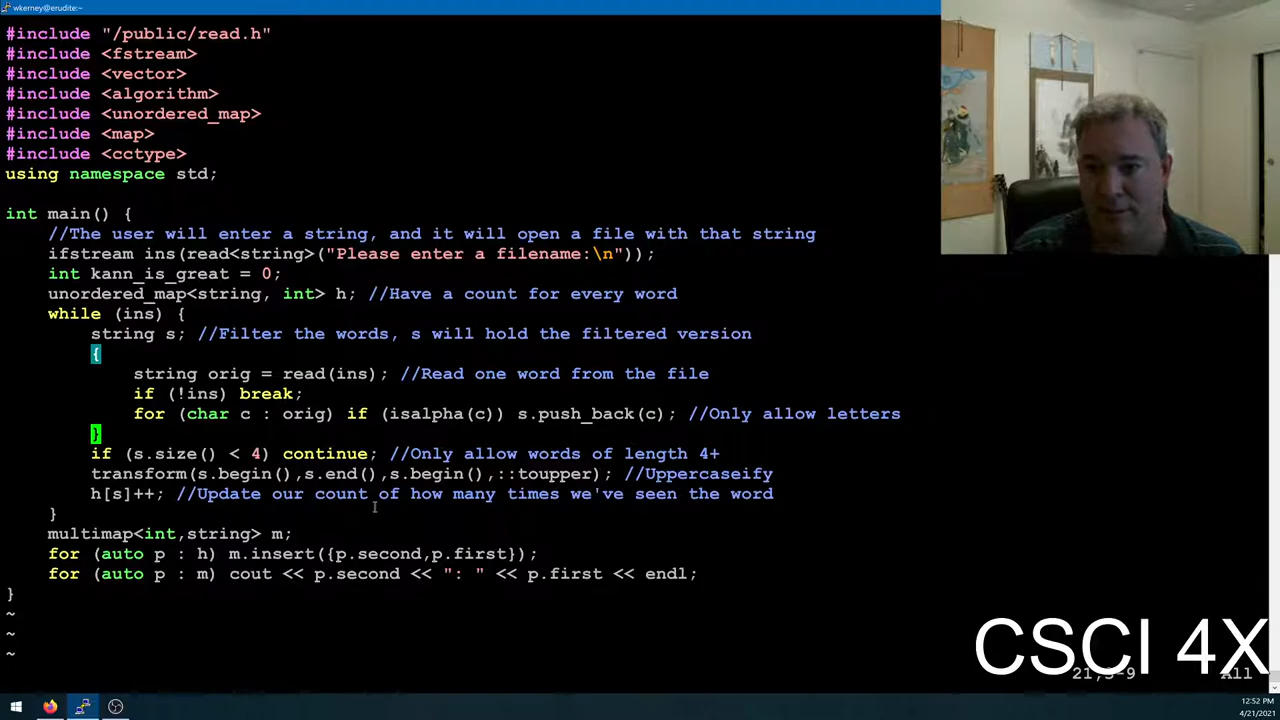 wkerney@erudite:~
#include "/public/read.h"
#include <fstream>
#include <vector>
#include <algorithm>
#include <unordered_map>
#include <map>
#include <cctype>
using namespace std;
int main() {
    //The user will enter a string, and it will open a file with that string
    ifstream ins(read<string>("Please enter a filename:\n"));
    int kann_is_great = 0;
    unordered_map<string, int> h; //Have a count for every word
    while (ins) {
        string s; //Filter the words, s will hold the filtered version
        {
            string orig = read(ins); //Read one word from the file
            if (!ins) break;
            for (char c : orig) if (isalpha(c)) s.push_back(c); //Only allow letters
        }
        if (s.size() < 4) continue; //Only allow words of length 4+
        transform(s.begin(),s.end(),s.begin(),::toupper); //Uppercaseify
        h[s]++; //Update our count of how many times we've seen the word
    }
    multimap<int,string> m;
    for (auto p : h) m.insert({p.second,p.first});
    for (auto p : m) cout << p.second << ": " << p.first << endl;
}
~
~
~
CSCI 4X
21,3-9 All
12:52 PM
4/21/2021